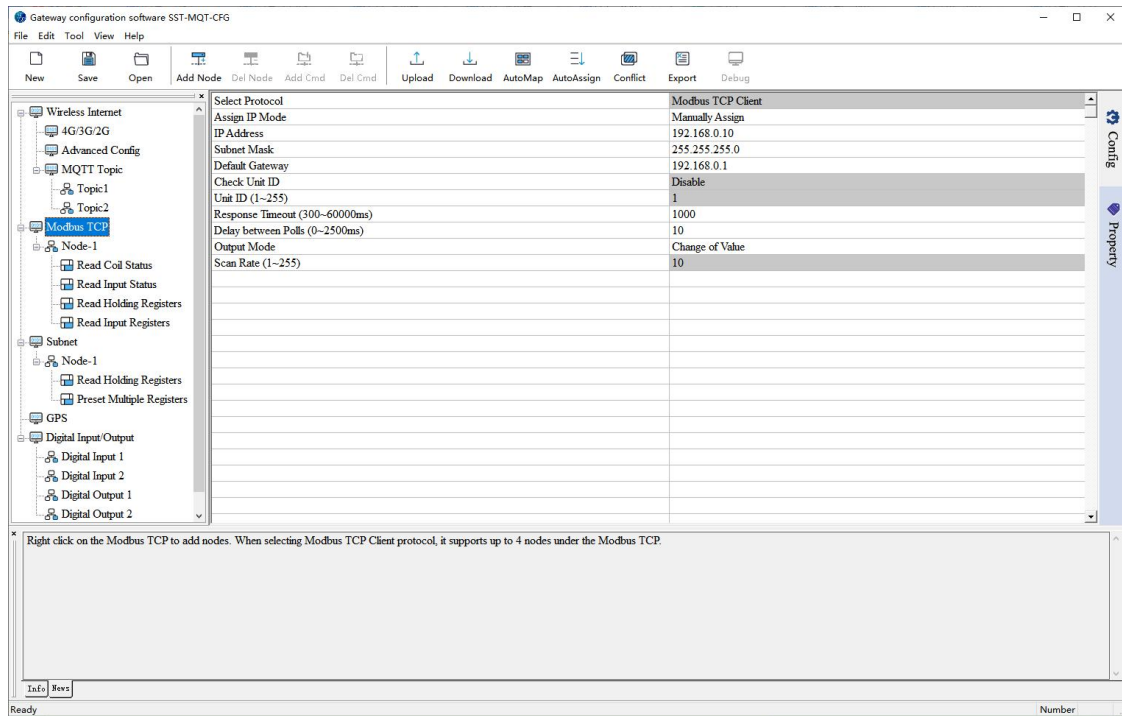 Gateway configuration software SST-MQT-CFG
File Edit Tool View Help
New Save Open Add Node Del Node Add Cmd Del Cmd Upload Download AutoMap AutoAssign Conflict Export Debug
Wireless Internet
4G/3G/2G
Advanced Config
MQTT Topic
Topic1
Topic2
Modbus TCP
Node-1
Read Coil Status
Read Input Status
Read Holding Registers
Read Input Registers
Subnet
Node-1
Read Holding Registers
Preset Multiple Registers
GPS
Digital Input/Output
Digital Input 1
Digital Input 2
Digital Output 1
Digital Output 2
Select Protocol Modbus TCP Client
Assign IP Mode Manually Assign
IP Address 192.168.0.10
Subnet Mask 255.255.255.0
Default Gateway 192.168.0.1
Check Unit ID Disable
Unit ID (1~255) 1
Response Timeout (300~60000ms) 1000
Delay between Polls (0~2500ms) 10
Output Mode Change of Value
Scan Rate (1~255) 10
Config
Property
Right click on the Modbus TCP to add nodes. When selecting Modbus TCP Client protocol, it supports up to 4 nodes under the Modbus TCP.
Info News
Ready Number